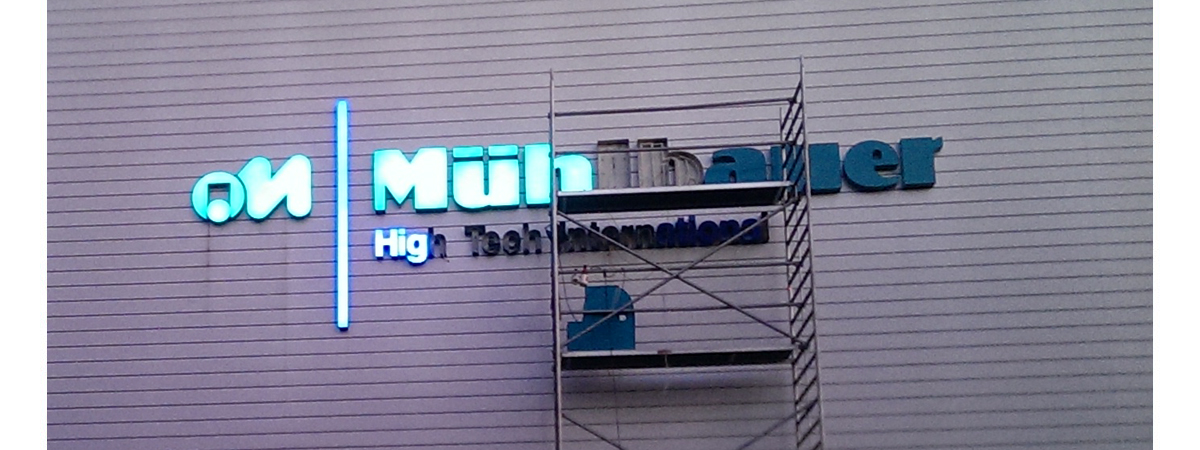 Mühlbauer
High Tech International